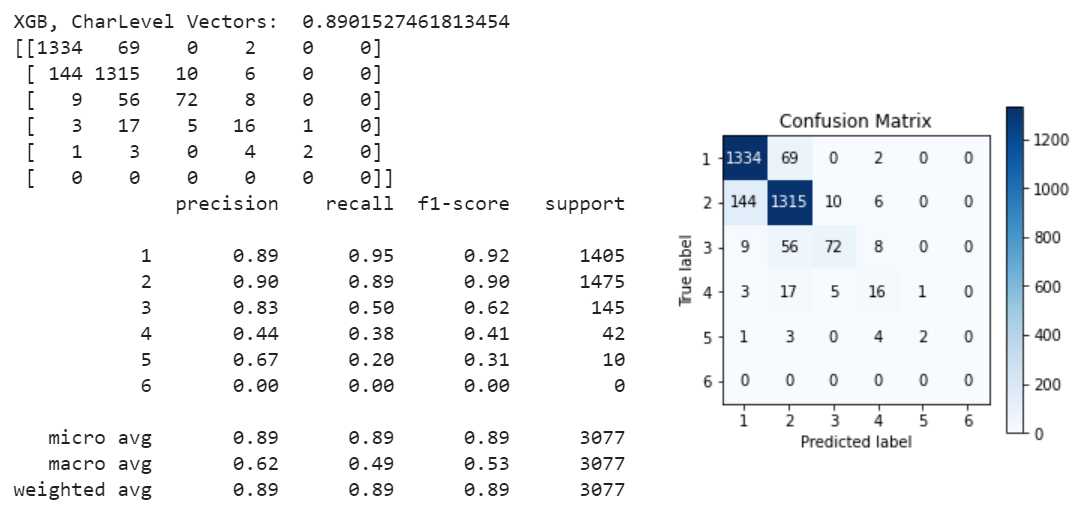 XGB, CharLevel Vectors:  0.8901527461813454
[[1334   69    0    2    0    0]
 [ 144 1315   10    6    0    0]
 [   9   56   72    8    0    0]
 [   3   17    5   16    1    0]
 [   1    3    0    4    2    0]
 [   0    0    0    0    0    0]]
              precision    recall  f1-score   support
           1       0.89      0.95      0.92      1405
           2       0.90      0.89      0.90      1475
           3       0.83      0.50      0.62       145
           4       0.44      0.38      0.41        42
           5       0.67      0.20      0.31        10
           6       0.00      0.00      0.00         0
   micro avg       0.89      0.89      0.89      3077
   macro avg       0.62      0.49      0.53      3077
weighted avg       0.89      0.89      0.89      3077
Confusion Matrix
True label
1 1334 69 0 2 0 0
2 144 1315 10 6 0 0
3 9 56 72 8 0 0
4 3 17 5 16 1 0
5 1 3 0 4 2 0
6 0 0 0 0 0 0
1 2 3 4 5 6
Predicted label
1200
1000
800
600
400
200
0